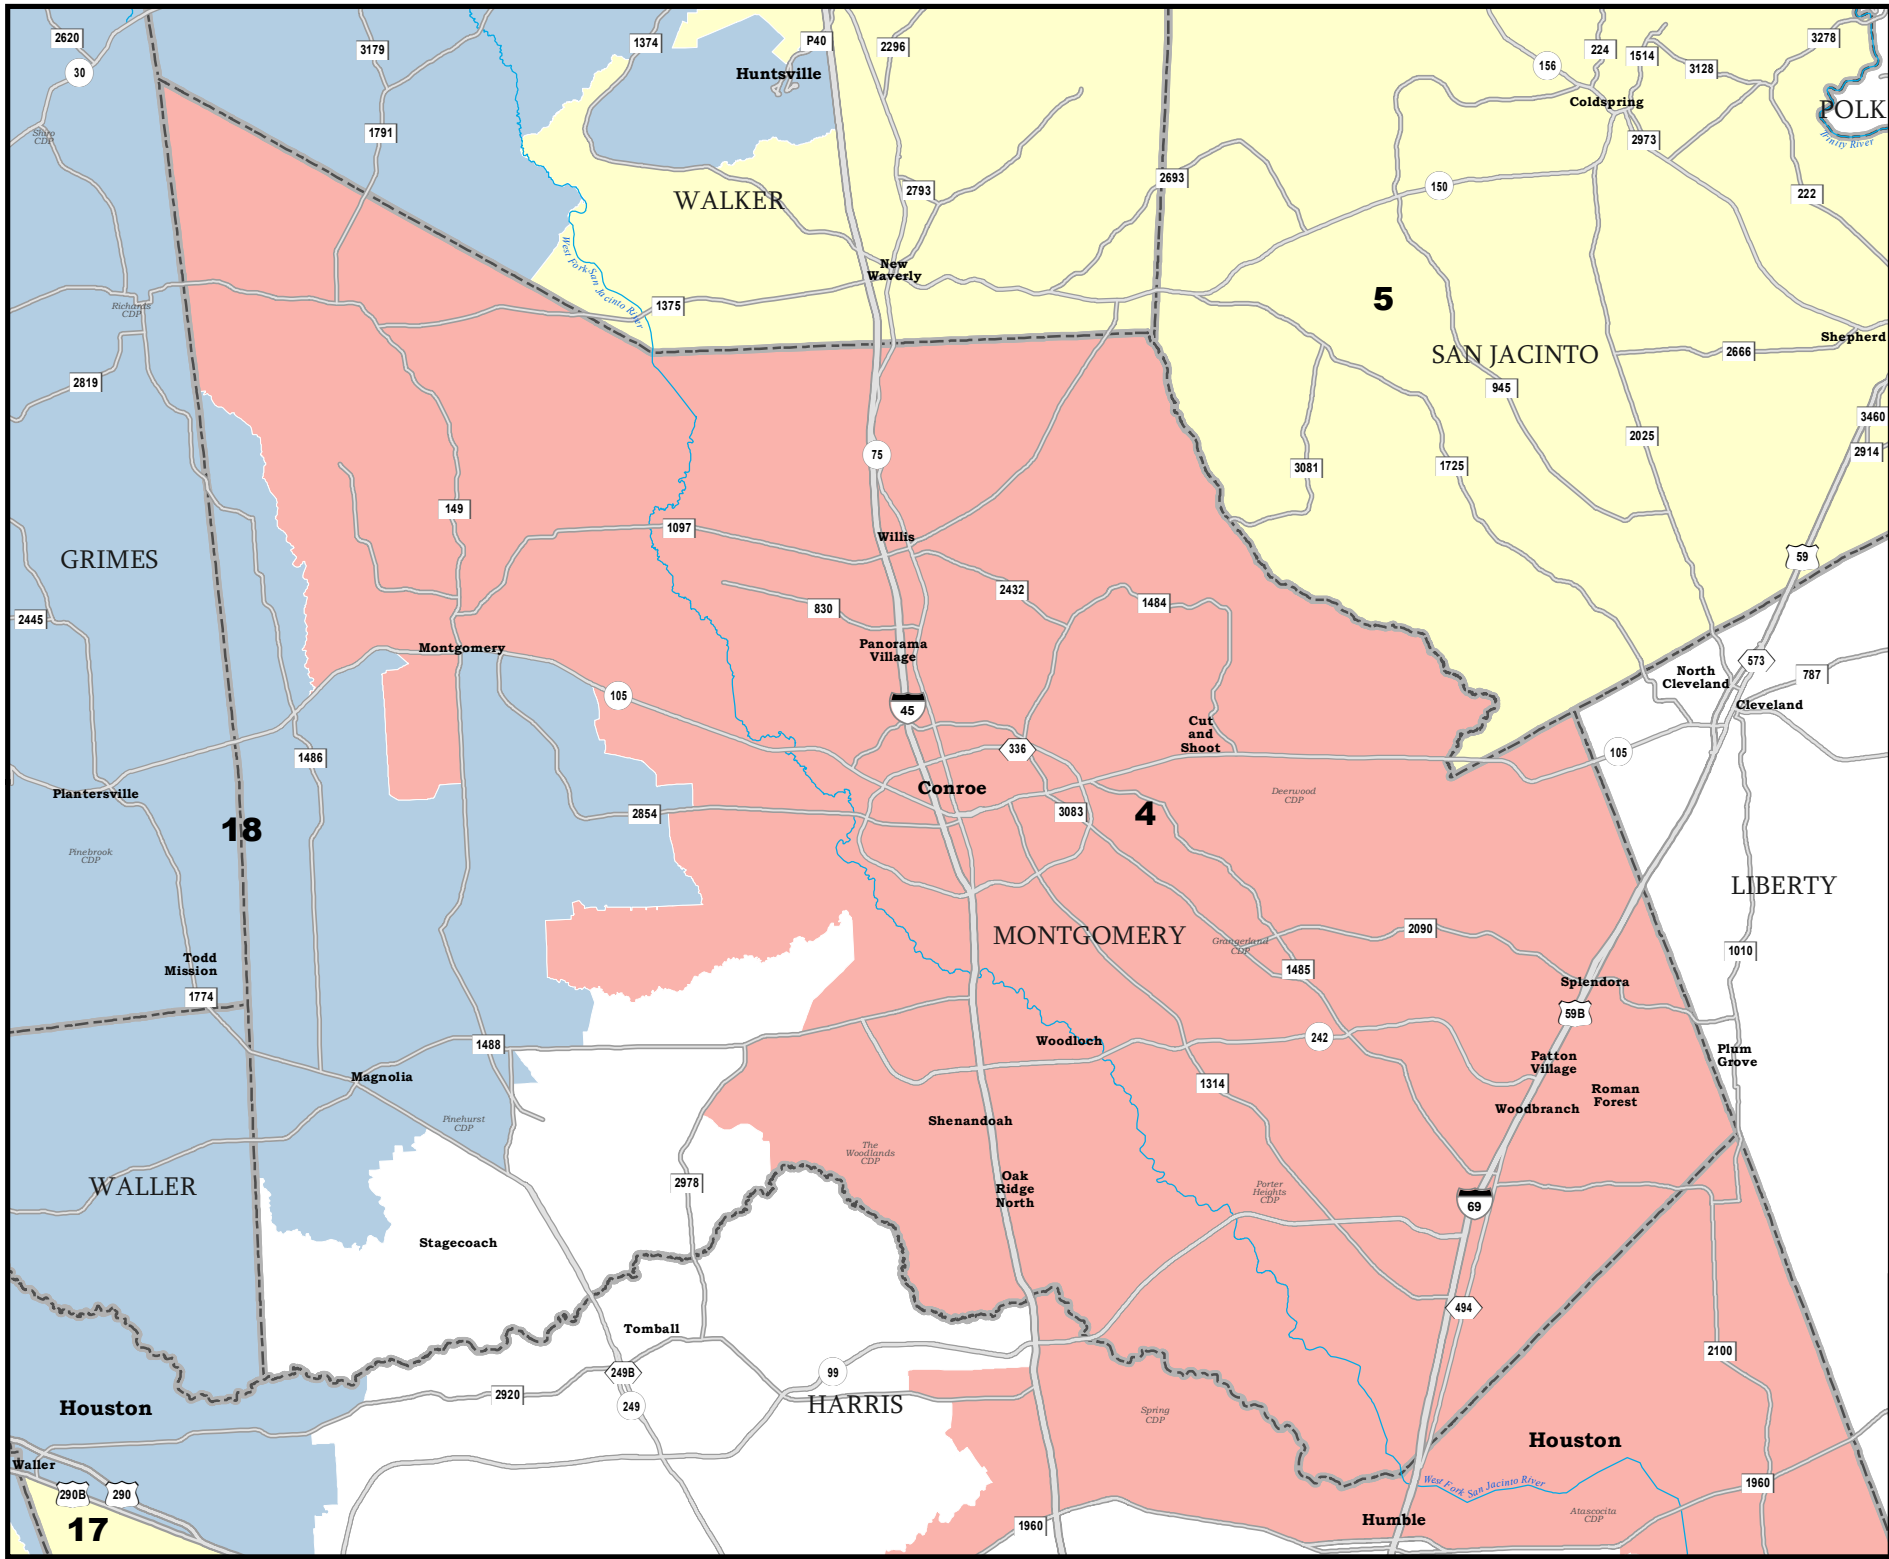 2620
30
3179
1374
P40
2296
Huntsville
156
224
1514
3128
3278
Coldspring
POLK
Trinity River
Shiro
CDP
1791
2973
WALKER
2793
2693
150
222
West Fork San Jacinto River
New
Waverly
Richards
CDP
1375
5
SAN JACINTO
2666
Shepherd
2819
945
3460
2025
2914
75
3081
1725
149
1097
Willis
GRIMES
59
2445
830
2432
1484
Montgomery
Panorama
Village
573
North
Cleveland
787
Cleveland
105
45
Cut
and
Shoot
336
105
1486
Plantersville
Conroe
Deerwood
CDP
18
2854
3083
4
Pinebrook
CDP
LIBERTY
MONTGOMERY
Grangerland
CDP
2090
1010
Todd
Mission
1485
1774
Splendora
59B
1488
Woodloch
242
Plum
Grove
Magnolia
Patton
Village
1314
Roman
Forest
Pinehurst
CDP
Shenandoah
Woodbranch
The
Woodlands
CDP
WALLER
2978
Oak
Ridge
North
Porter
Heights
CDP
69
Stagecoach
494
Tomball
2100
249B
99
2920
249
HARRIS
Houston
Spring
CDP
Houston
Waller
290B
290
West Fork San Jacinto River
1960
17
1960
Humble
Atascocita
CDP